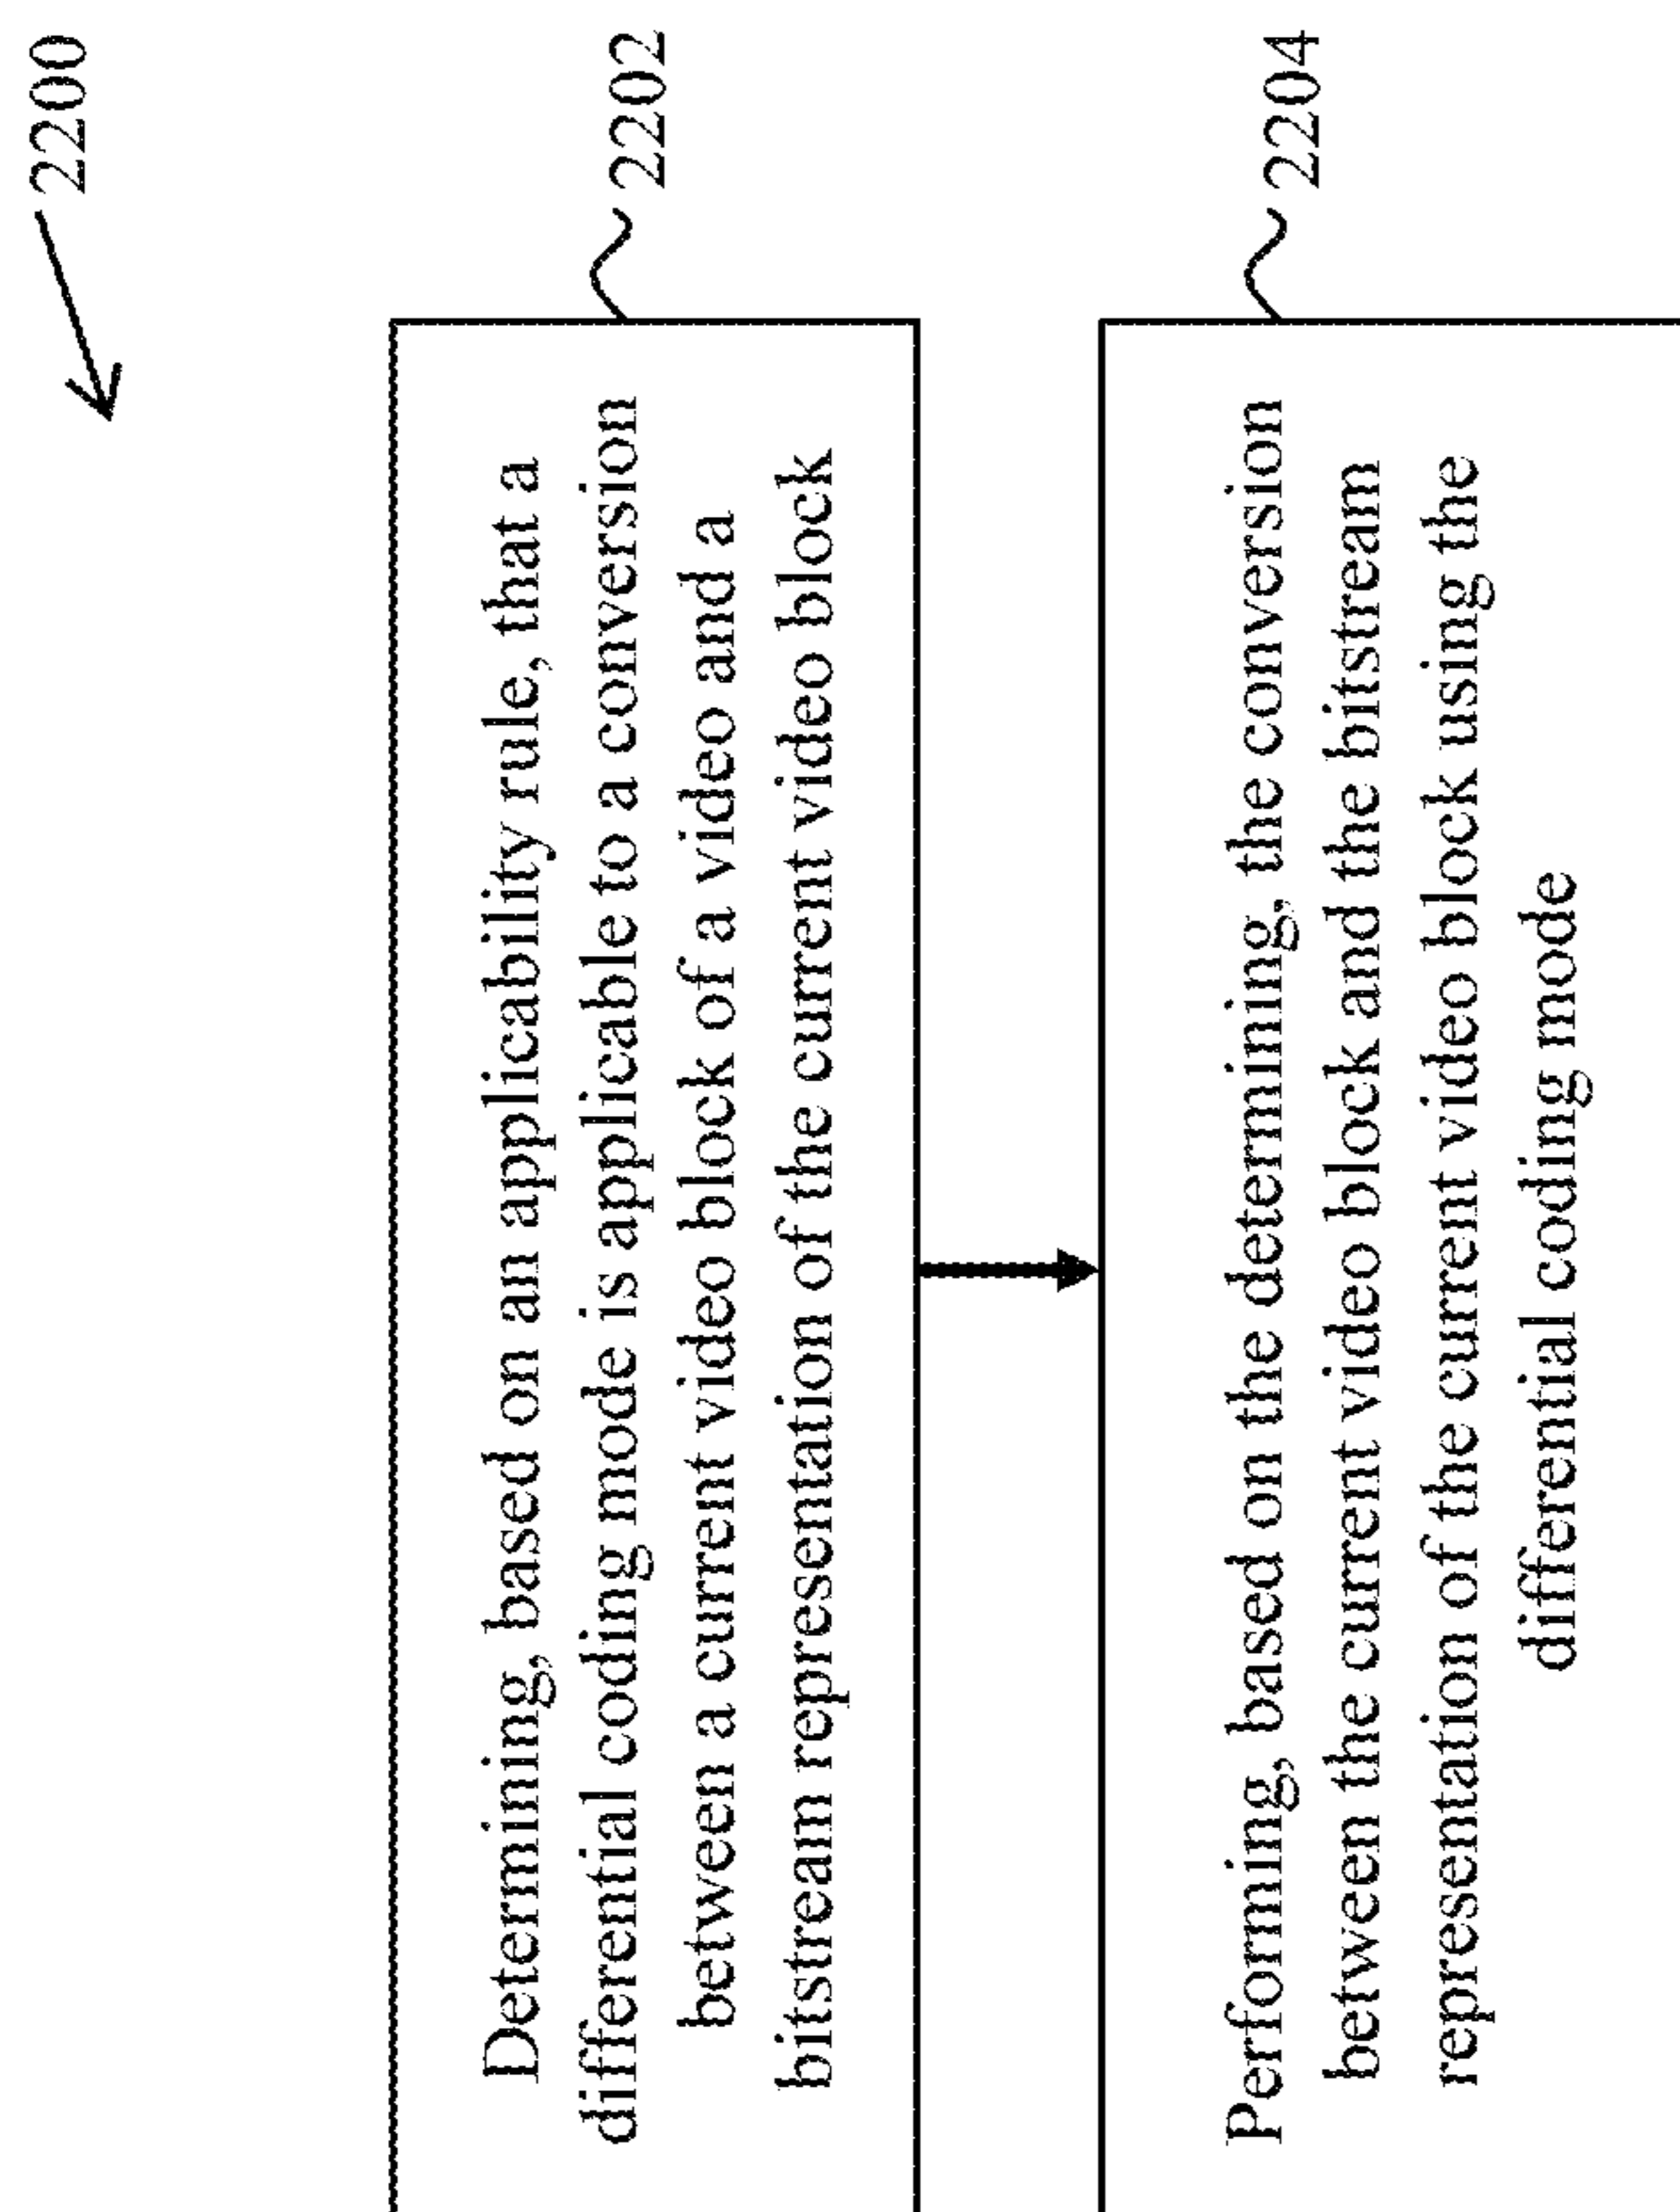 2200
Determining, based on an applicability rule, that a
differential coding mode is applicable to a conversion
between a current video block of a video and a
bitstream representation of the current video block
2202
Performing, based on the determining, the conversion
between the current video block and the bitstream
representation of the current video block using the
differential coding mode
2204